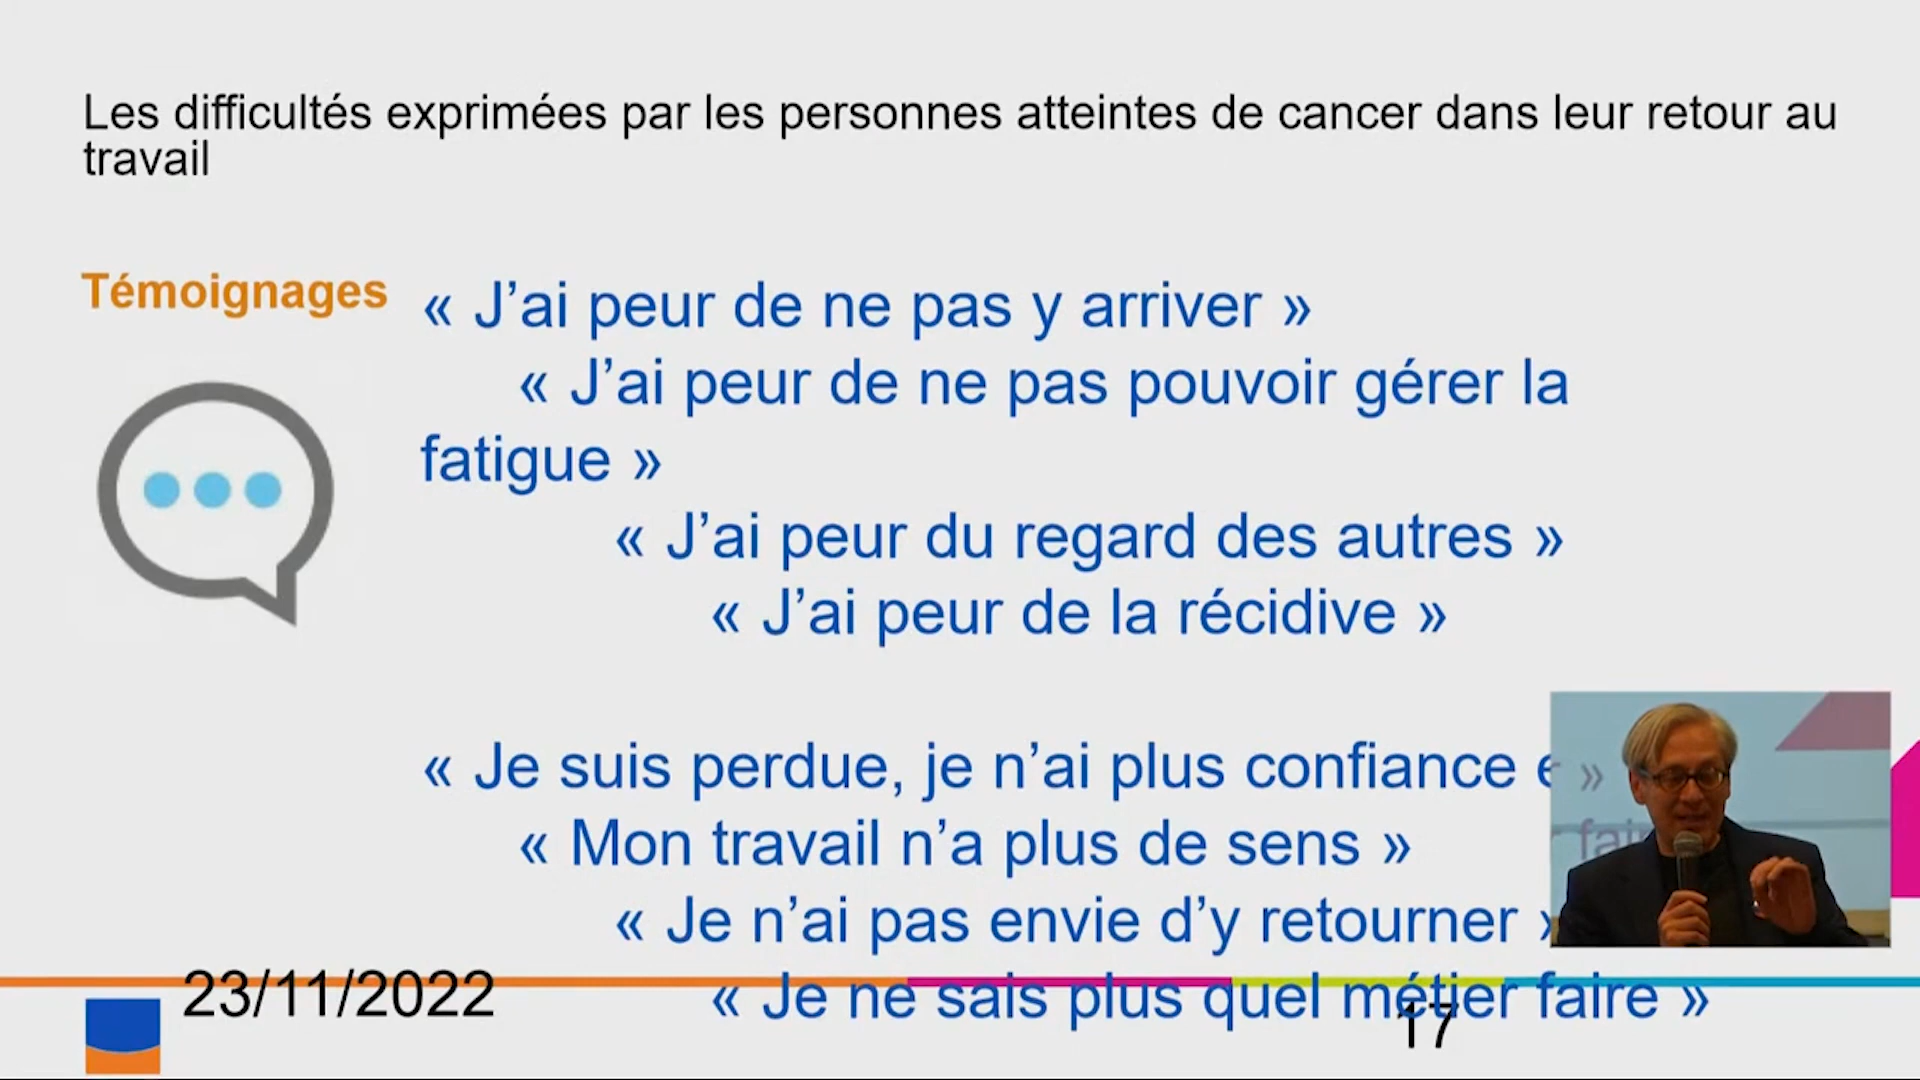 Les difficultés exprimées par les personnes atteintes de cancer dans leur retour au
travail
Témoignages
« J’ai peur de ne pas y arriver »
« J’ai peur de ne pas pouvoir gérer la
fatigue »
« J’ai peur du regard des autres »
« J’ai peur de la récidive »
« Je suis perdue, je n’ai plus confiance
»
« Mon travail n’a plus de sens »
« Je n’ai pas envie d’y retourner »
« Je ne sais plus quel métier faire »
23/11/2022
17